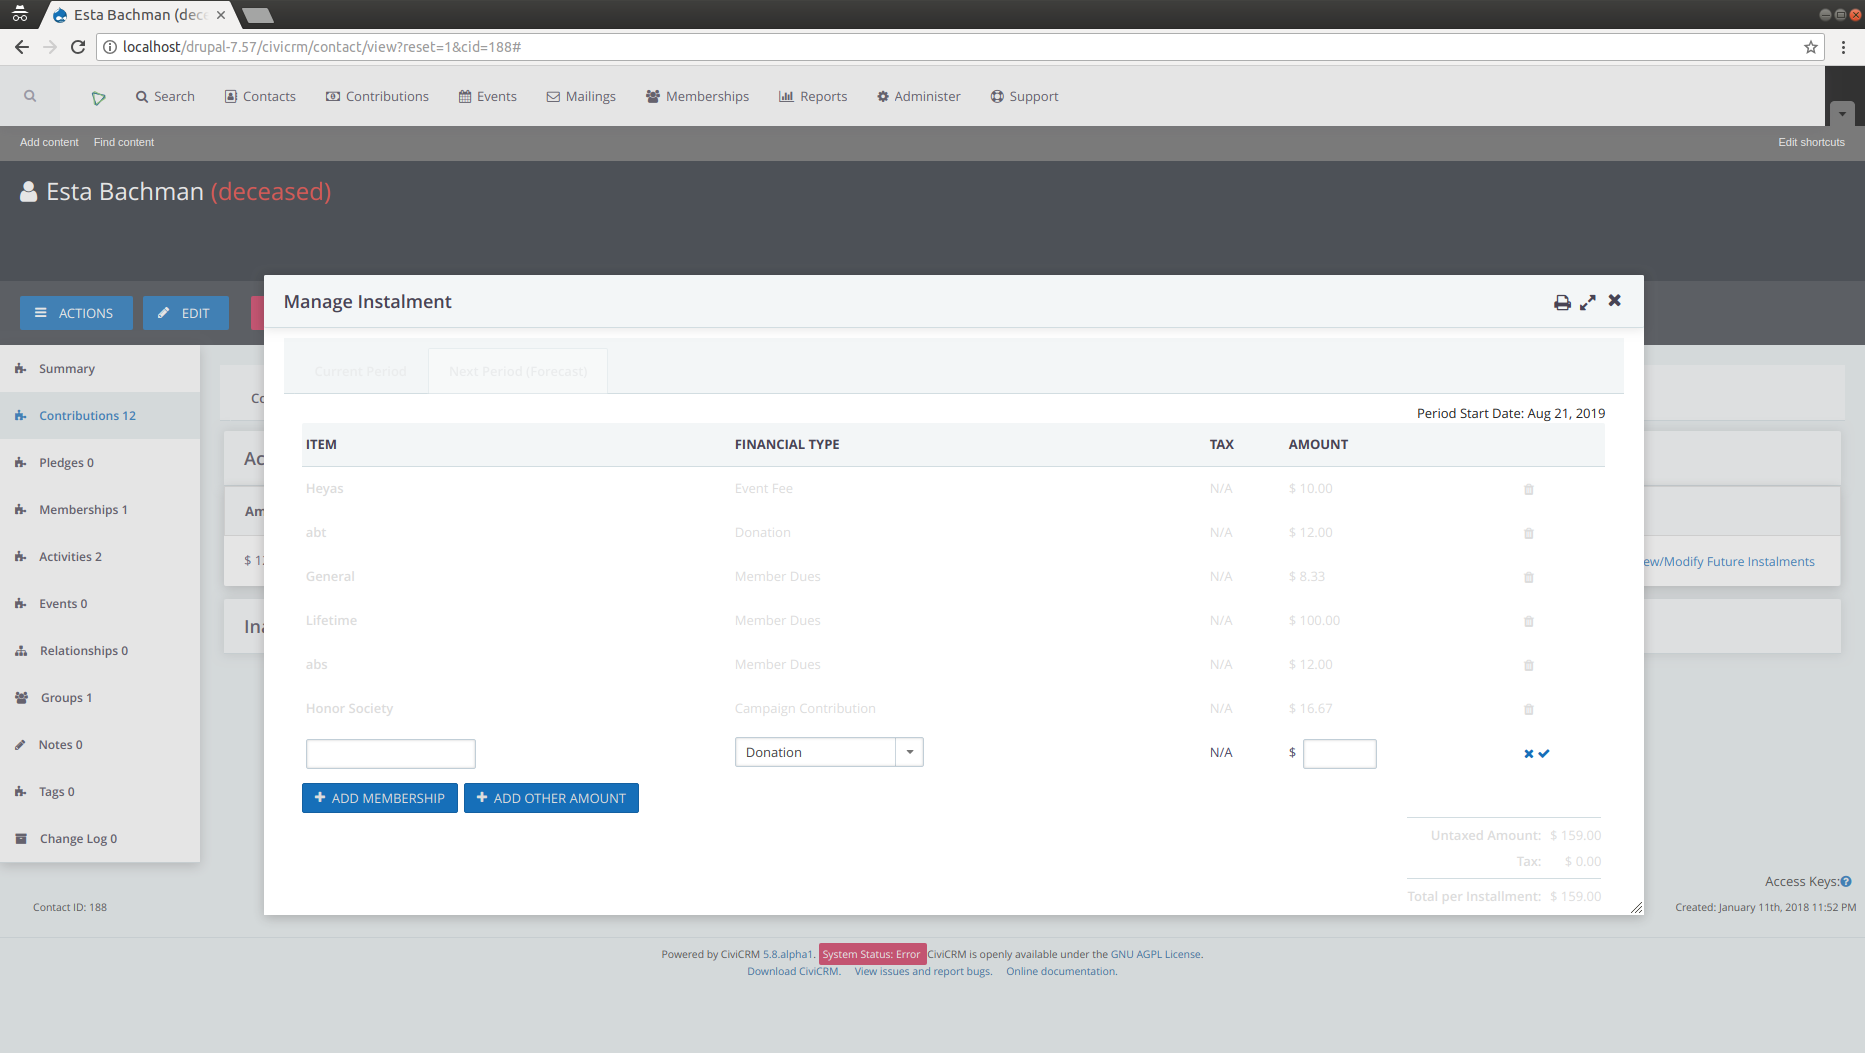 Esta Bachman (dece
localhost/drupal-7.57/civicrm/contact/view?reset=1&cid=188#
Search Contacts Contributions Events Mailings Memberships Reports Administer Support
Add content Find content Edit shortcuts
Esta Bachman (deceased)
ACTIONS EDIT
Manage Instalment
Summary
Contributions 12
Pledges 0
Memberships 1
Activities 2
Events 0
Relationships 0
Groups 1
Notes 0
Tags 0
Change Log 0
Contact ID: 188
Co
Ac
Am
$ 1
Ina
ew/Modify Future Instalments
Current Period Next Period (Forecast)
Period Start Date: Aug 21, 2019
ITEM FINANCIAL TYPE TAX AMOUNT
Heyas Event Fee N/A $ 10.00
abt Donation N/A $ 12.00
General Member Dues N/A $ 8.33
Lifetime Member Dues N/A $ 100.00
abs Member Dues N/A $ 12.00
Honor Society Campaign Contribution N/A $ 16.67
Donation N/A $
ADD MEMBERSHIP ADD OTHER AMOUNT
Untaxed Amount: $ 159.00
Tax: $ 0.00
Total per Installment: $ 159.00
Access Keys:
Created: January 11th, 2018 11:52 PM
Powered by CiviCRM 5.8.alpha1. System Status: Error CiviCRM is openly available under the GNU AGPL License.
Download CiviCRM. View issues and report bugs. Online documentation.